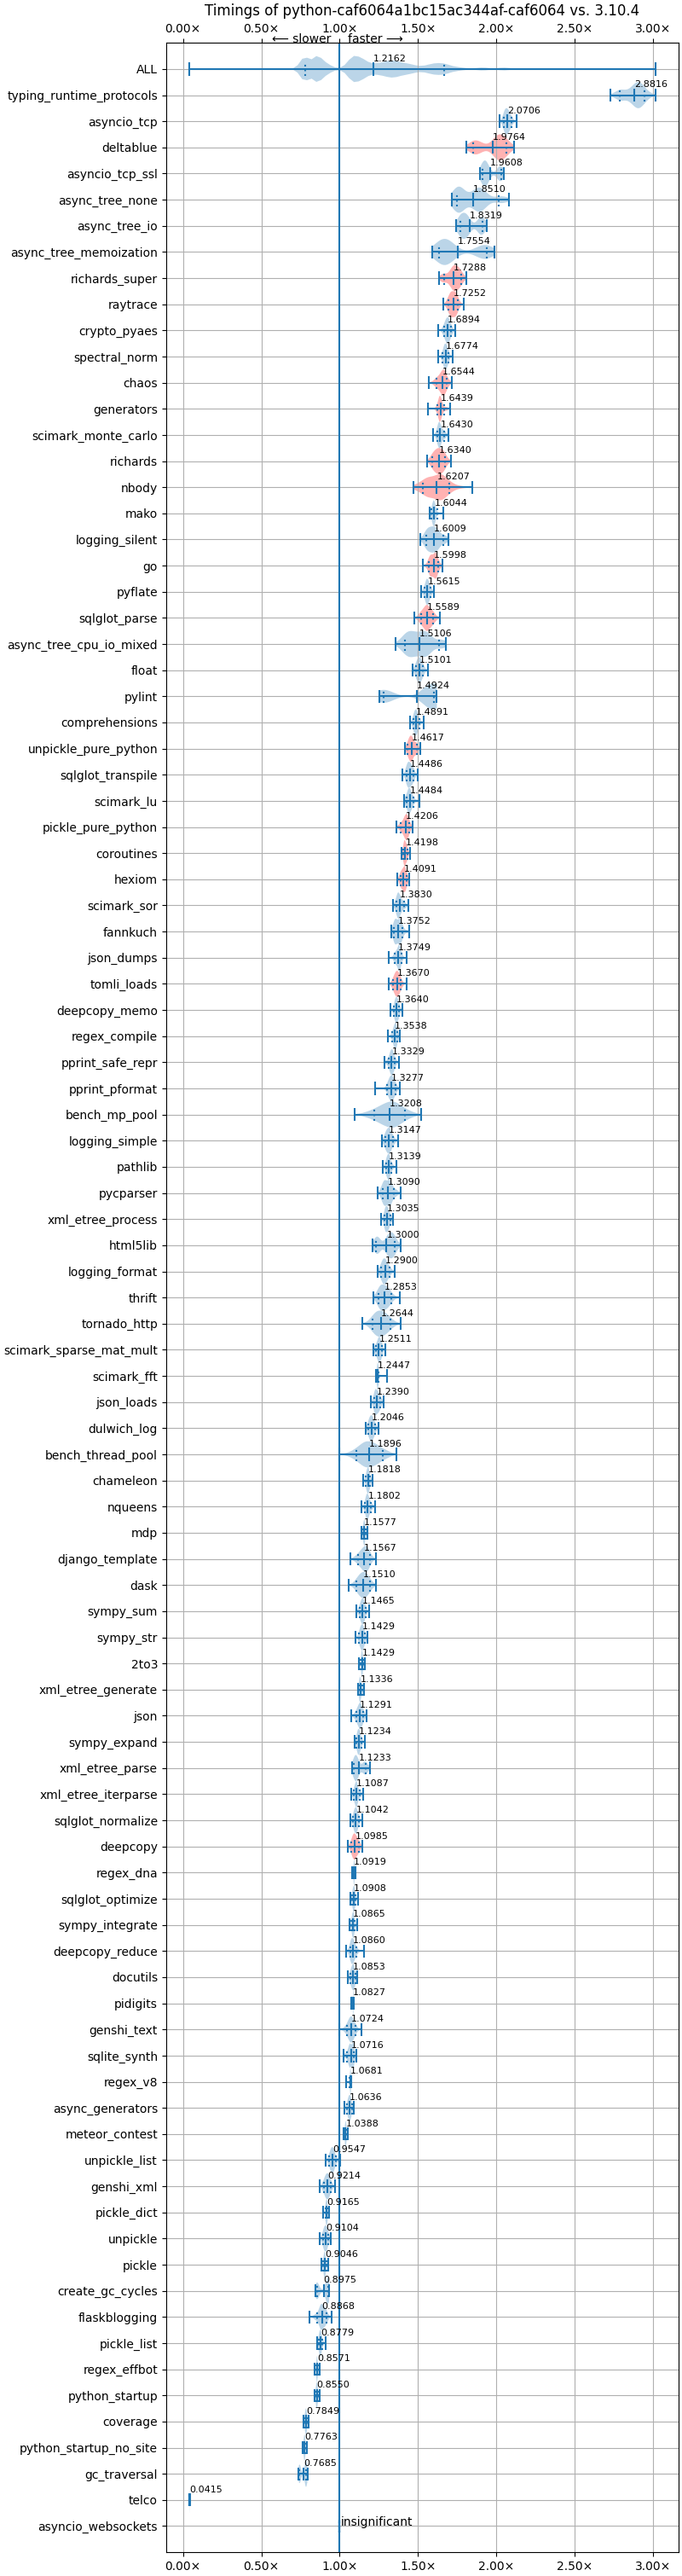 Timings of python-caf6064a1bc15ac344af-caf6064 vs. 3.10.4
0.00× 0.50× 1.00× 1.50× 2.00× 2.50× 3.00×
⟵ slower faster ⟶
ALL 1.2162
typing_runtime_protocols 2.8816
asyncio_tcp 2.0706
deltablue 1.9764
asyncio_tcp_ssl 1.9608
async_tree_none 1.8510
async_tree_io 1.8319
async_tree_memoization 1.7554
richards_super 1.7288
raytrace 1.7252
crypto_pyaes 1.6894
spectral_norm 1.6774
chaos 1.6544
generators 1.6439
scimark_monte_carlo 1.6430
richards 1.6340
nbody 1.6207
mako 1.6044
logging_silent 1.6009
go 1.5998
pyflate 1.5615
sqlglot_parse 1.5589
async_tree_cpu_io_mixed 1.5106
float 1.5101
pylint 1.4924
comprehensions 1.4891
unpickle_pure_python 1.4617
sqlglot_transpile 1.4486
scimark_lu 1.4484
pickle_pure_python 1.4206
coroutines 1.4198
hexiom 1.4091
scimark_sor 1.3830
fannkuch 1.3752
json_dumps 1.3749
tomli_loads 1.3670
deepcopy_memo 1.3640
regex_compile 1.3538
pprint_safe_repr 1.3329
pprint_pformat 1.3277
bench_mp_pool 1.3208
logging_simple 1.3147
pathlib 1.3139
pycparser 1.3090
xml_etree_process 1.3035
html5lib 1.3000
logging_format 1.2900
thrift 1.2853
tornado_http 1.2644
scimark_sparse_mat_mult 1.2511
scimark_fft 1.2447
json_loads 1.2390
dulwich_log 1.2046
bench_thread_pool 1.1896
chameleon 1.1818
nqueens 1.1802
mdp 1.1577
django_template 1.1567
dask 1.1510
sympy_sum 1.1465
sympy_str 1.1429
2to3 1.1429
xml_etree_generate 1.1336
json 1.1291
sympy_expand 1.1234
xml_etree_parse 1.1233
xml_etree_iterparse 1.1087
sqlglot_normalize 1.1042
deepcopy 1.0985
regex_dna 1.0919
sqlglot_optimize 1.0908
sympy_integrate 1.0865
deepcopy_reduce 1.0860
docutils 1.0853
pidigits 1.0827
genshi_text 1.0724
sqlite_synth 1.0716
regex_v8 1.0681
async_generators 1.0636
meteor_contest 1.0388
unpickle_list 0.9547
genshi_xml 0.9214
pickle_dict 0.9165
unpickle 0.9104
pickle 0.9046
create_gc_cycles 0.8975
flaskblogging 0.8868
pickle_list 0.8779
regex_effbot 0.8571
python_startup 0.8550
coverage 0.7849
python_startup_no_site 0.7763
gc_traversal 0.7685
telco 0.0415
asyncio_websockets insignificant
0.00× 0.50× 1.00× 1.50× 2.00× 2.50× 3.00×